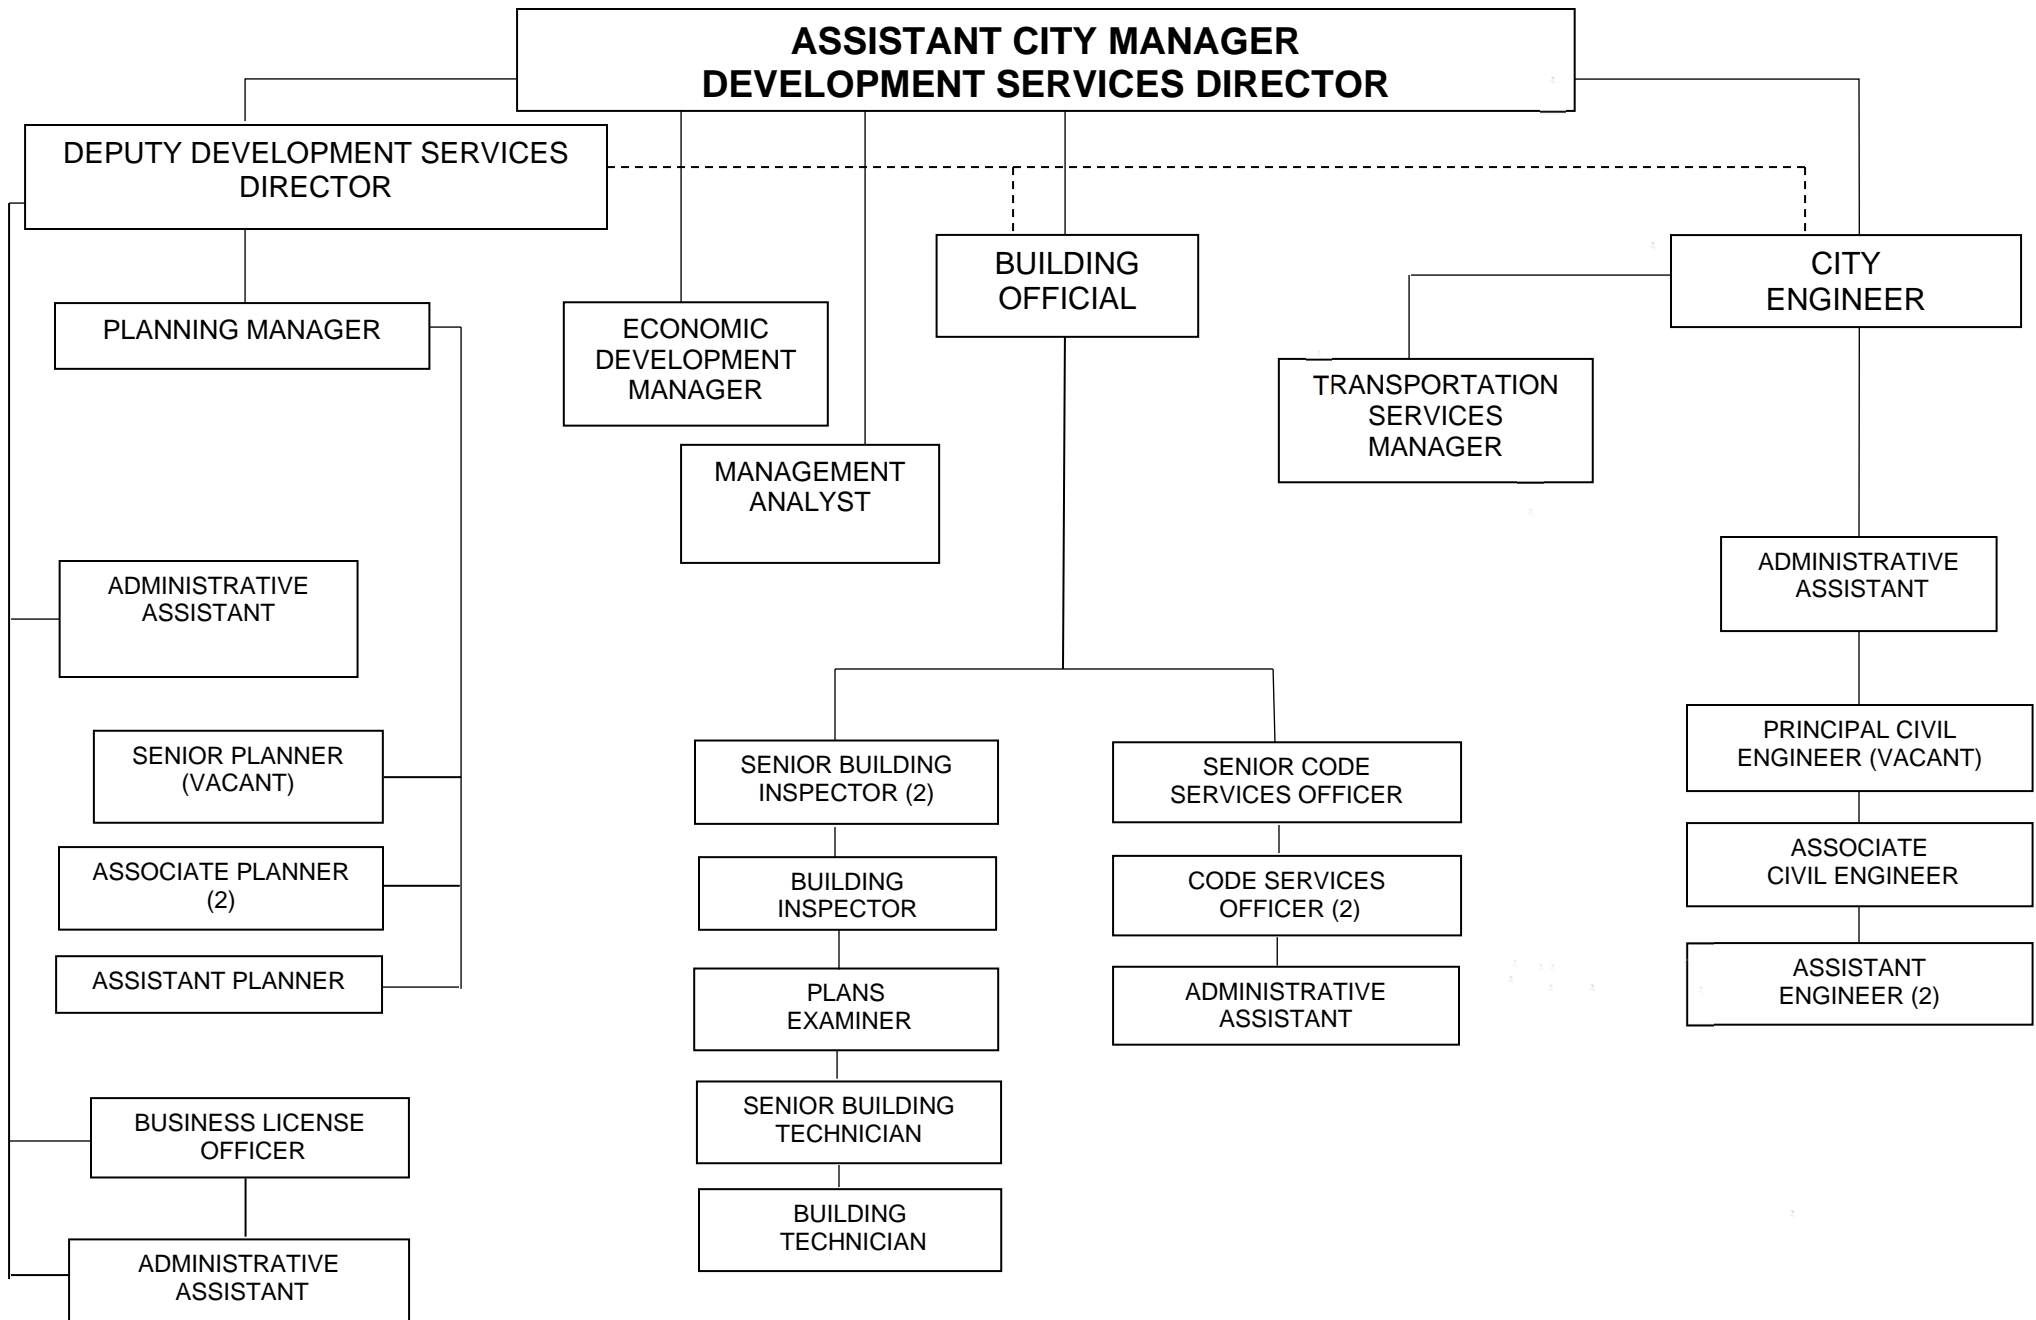 ASSISTANT CITY MANAGER
DEVELOPMENT SERVICES DIRECTOR
DEPUTY DEVELOPMENT SERVICES
DIRECTOR
BUILDING
OFFICIAL
CITY
ENGINEER
PLANNING MANAGER
ECONOMIC
DEVELOPMENT
MANAGER
TRANSPORTATION
SERVICES
MANAGER
MANAGEMENT
ANALYST
ADMINISTRATIVE
ASSISTANT
ADMINISTRATIVE
ASSISTANT
SENIOR PLANNER
(VACANT)
SENIOR BUILDING
INSPECTOR (2)
SENIOR CODE
SERVICES OFFICER
PRINCIPAL CIVIL
ENGINEER (VACANT)
ASSOCIATE PLANNER
(2)
BUILDING
INSPECTOR
CODE SERVICES
OFFICER (2)
ASSOCIATE
CIVIL ENGINEER
ASSISTANT PLANNER
PLANS
EXAMINER
ADMINISTRATIVE
ASSISTANT
ASSISTANT
ENGINEER (2)
BUSINESS LICENSE
OFFICER
SENIOR BUILDING
TECHNICIAN
BUILDING
TECHNICIAN
ADMINISTRATIVE
ASSISTANT